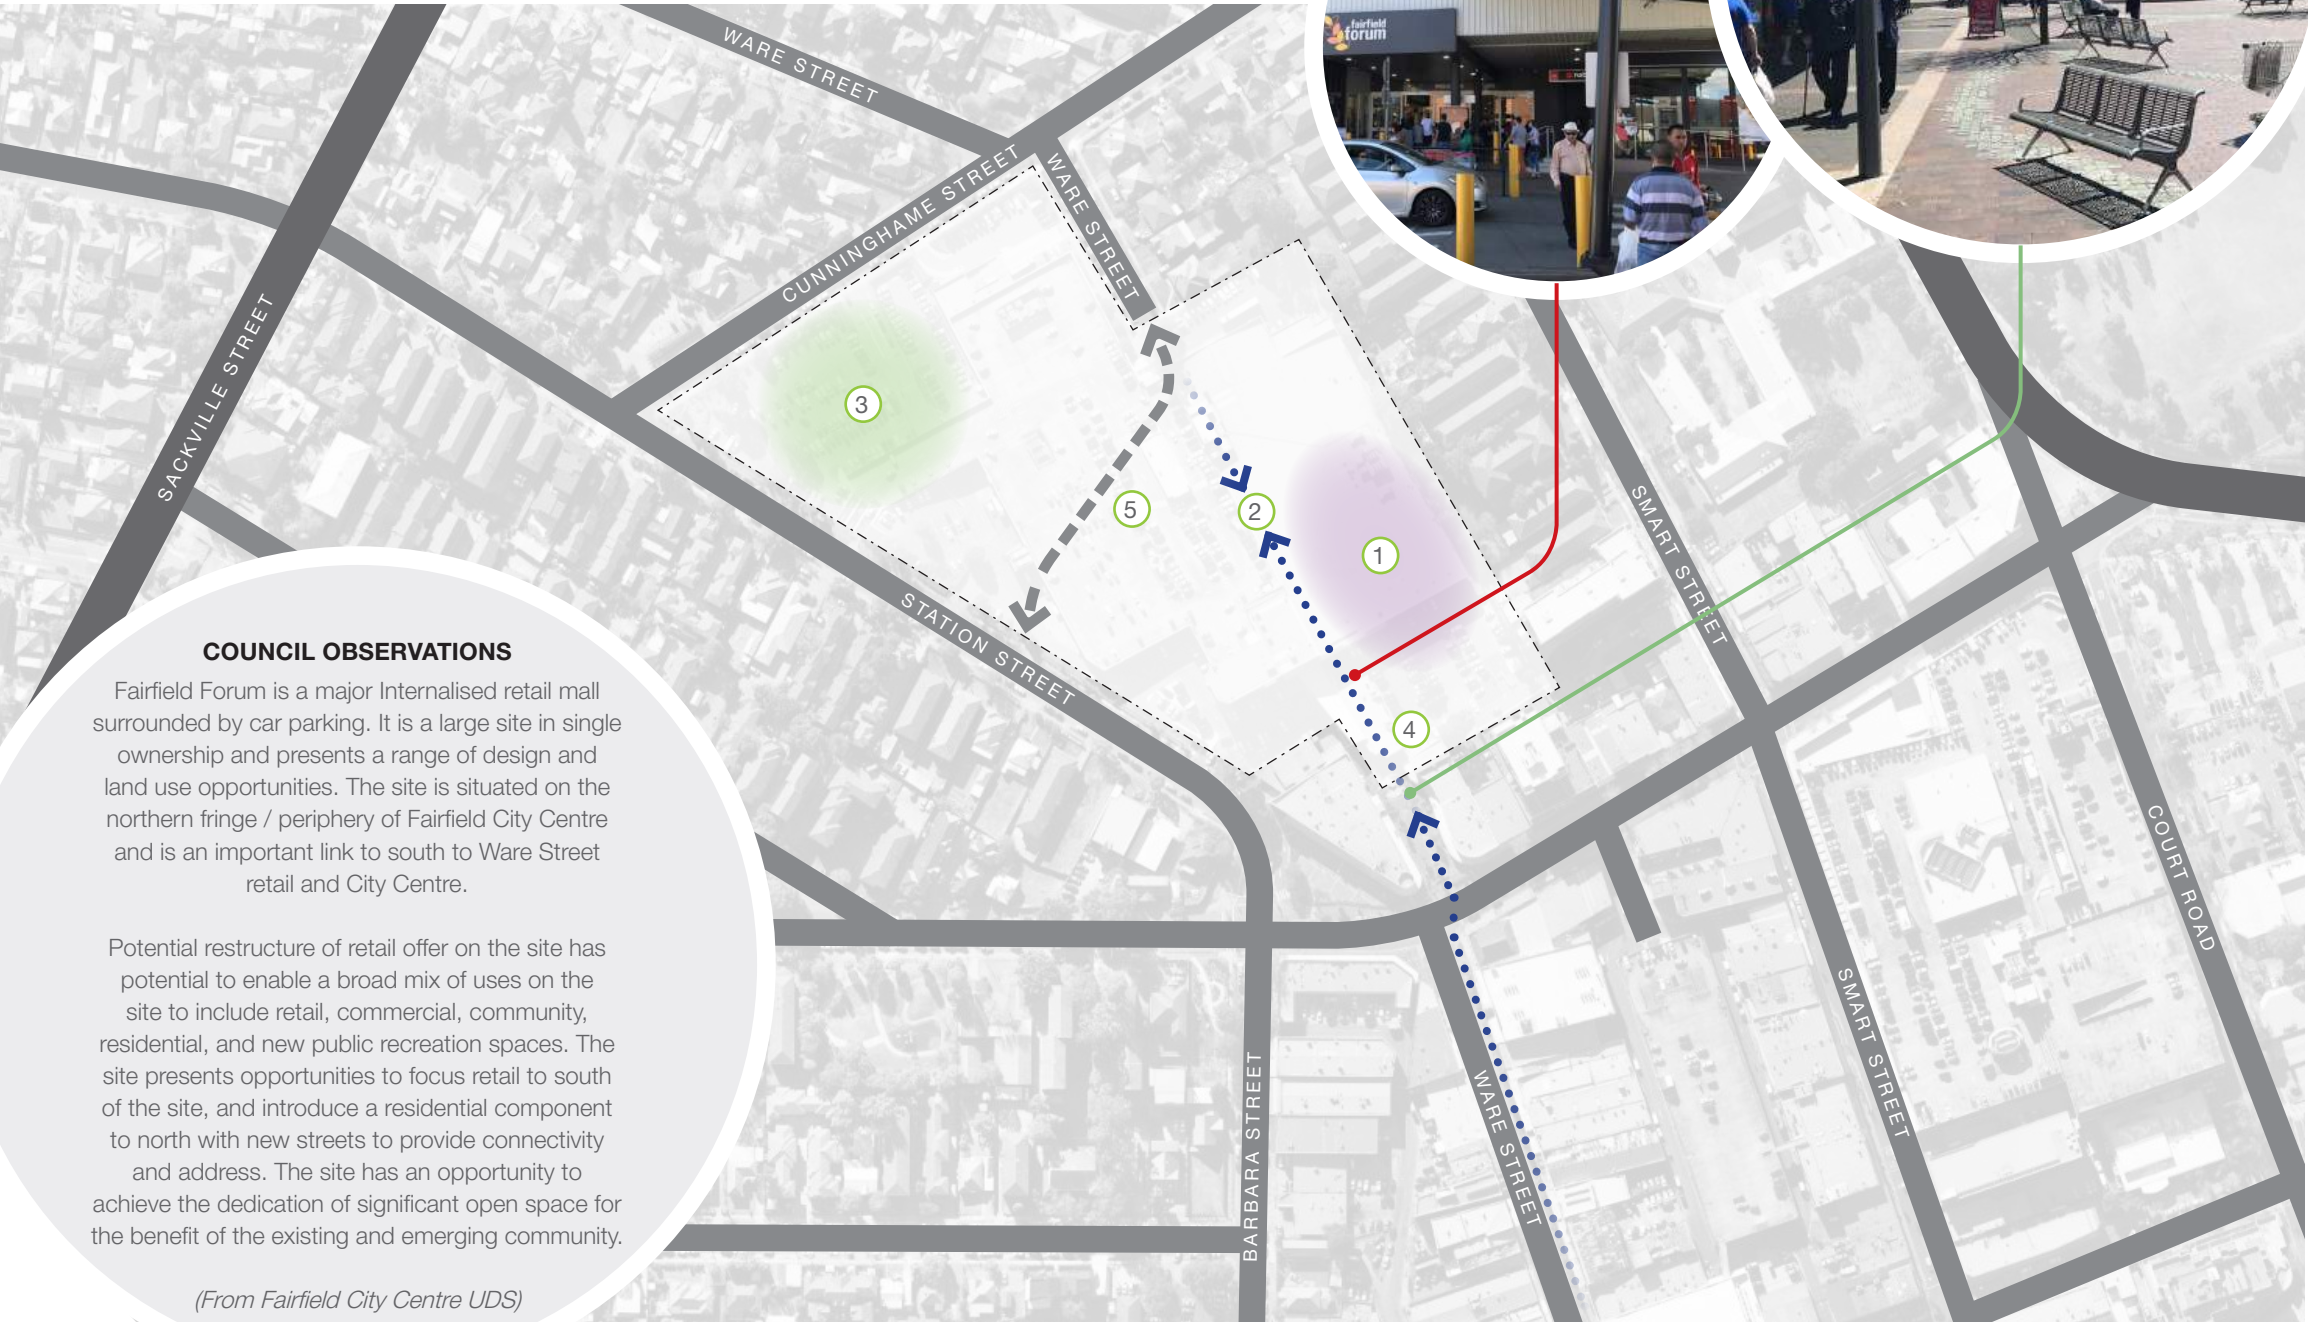 WARE STREET
fairfield
forum
CUNNINGHAME STREET
WARE STREET
SACKVILLE STREET
3
5
2
1
SMART STREET
STATION STREET
4
COUNCIL OBSERVATIONS
Fairfield Forum is a major Internalised retail mall
surrounded by car parking. It is a large site in single
ownership and presents a range of design and
land use opportunities. The site is situated on the
northern fringe / periphery of Fairfield City Centre
and is an important link to south to Ware Street
retail and City Centre.
Potential restructure of retail offer on the site has
potential to enable a broad mix of uses on the
site to include retail, commercial, community,
residential, and new public recreation spaces. The
site presents opportunities to focus retail to south
of the site, and introduce a residential component
to north with new streets to provide connectivity
and address. The site has an opportunity to
achieve the dedication of significant open space for
the benefit of the existing and emerging community.
(From Fairfield City Centre UDS)
COURT ROAD
SMART STREET
BARBARA STREET
WARE STREET